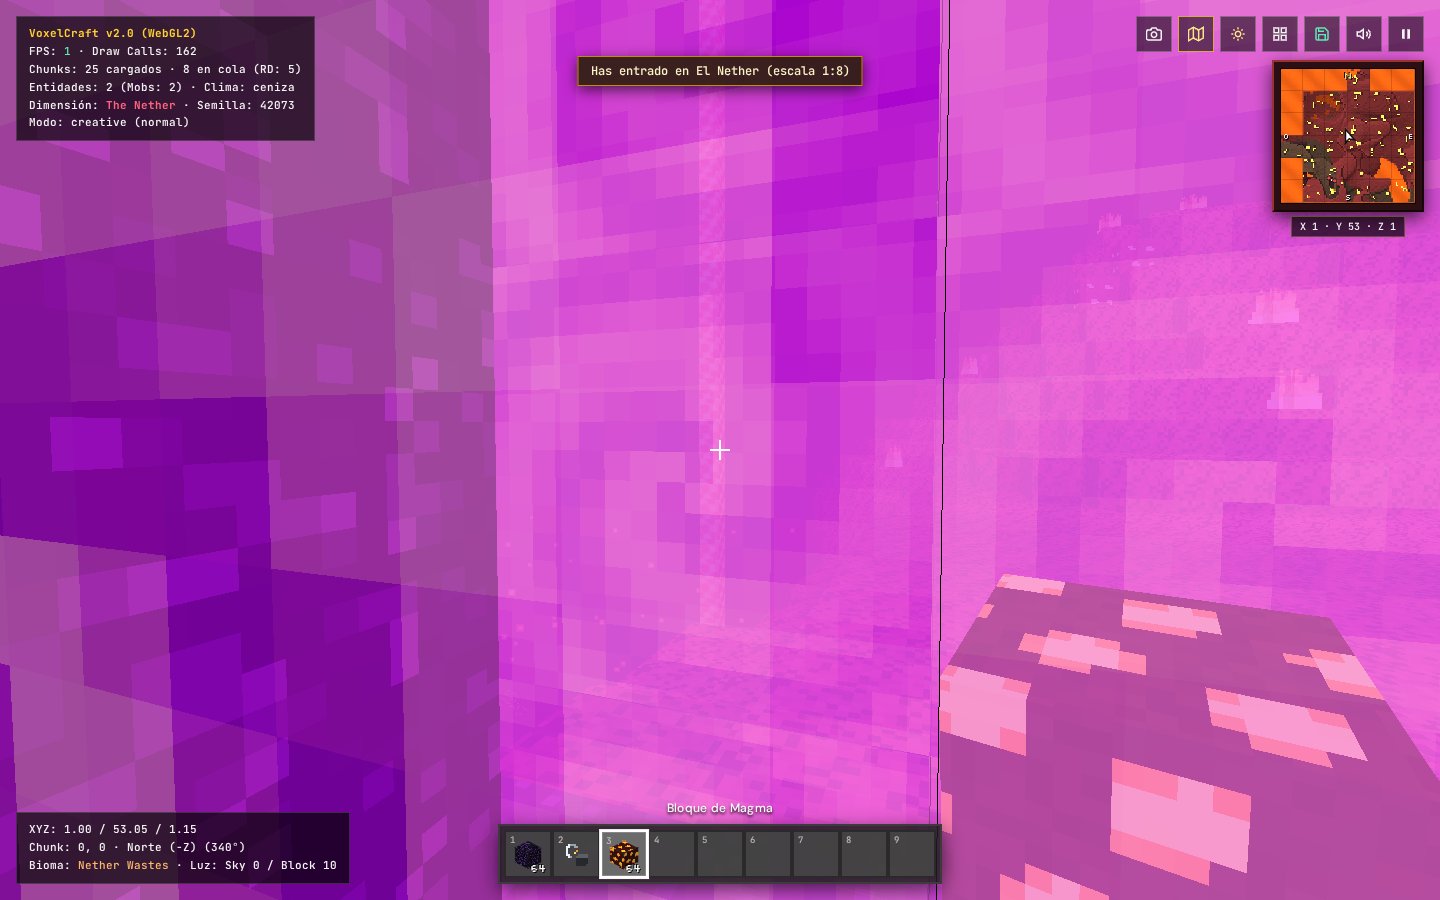 VoxelCraft v2.0 (WebGL2)
FPS: 1 · Draw Calls: 162
Chunks: 25 cargados · 8 en cola (RD: 5)
Entidades: 2 (Mobs: 2) · Clima: ceniza
Dimensión: The Nether · Semilla: 42073
Modo: creative (normal)
Has entrado en El Nether (escala 1:8)
N
O
E
S
X 1 · Y 53 · Z 1
XYZ: 1.00 / 53.05 / 1.15
Chunk: 0, 0 · Norte (-Z) (340°)
Bioma: Nether Wastes · Luz: Sky 0 / Block 10
Bloque de Magma
1 2 3 4 5 6 7 8 9
64 64